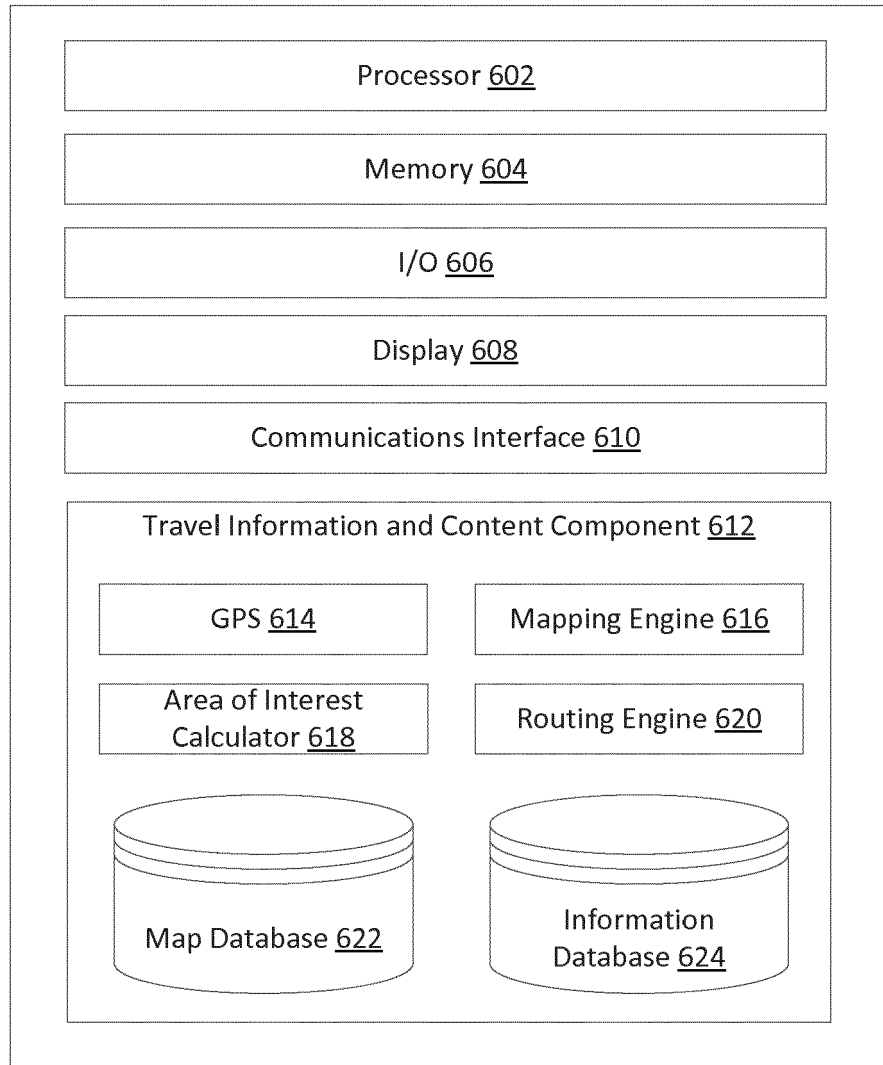 Processor 602
Memory 604
I/O 606
Display 608
Communications Interface 610
Travel Information and Content Component 612
GPS 614
Mapping Engine 616
Area of Interest
Calculator 618
Routing Engine 620
Map Database 622
Information
Database 624